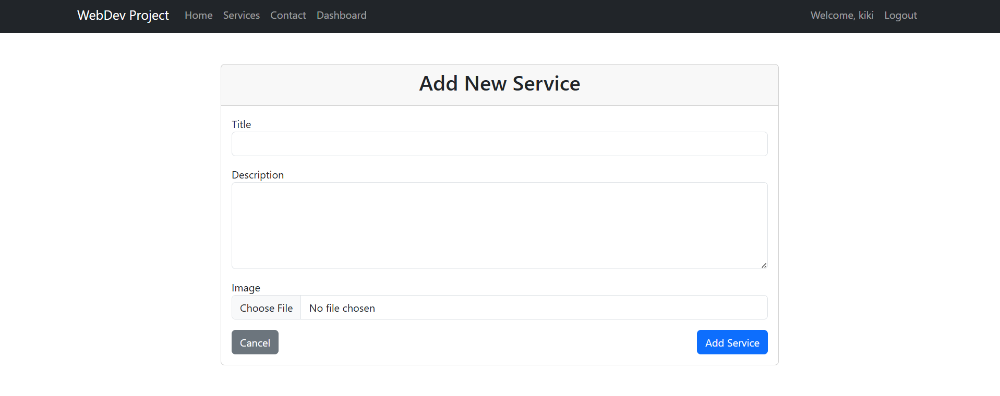 WebDev Project Home Services Contact Dashboard Welcome, kiki Logout
Add New Service
Title
Description
Image
Choose File No file chosen
Cancel Add Service